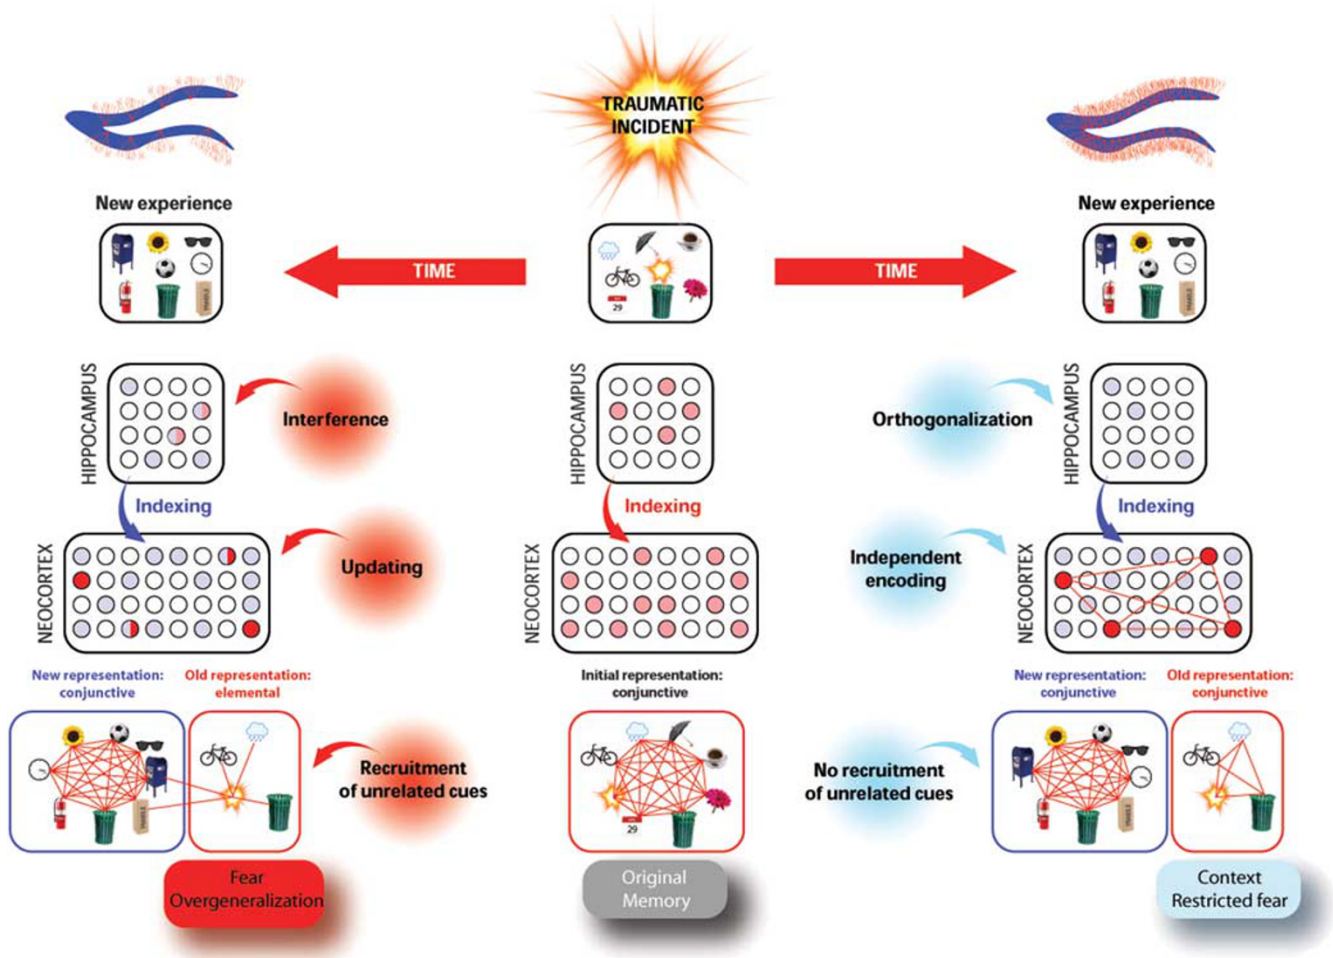 TRAUMATIC
INCIDENT
New experience
New experience
TIME
TIME
29
HIPPOCAMPUS
Interference
HIPPOCAMPUS
Orthogonalization
HIPPOCAMPUS
Indexing
Indexing
Indexing
NEOCORTEX
Updating
NEOCORTEX
Independent
encoding
NEOCORTEX
New representation:
conjunctive
Old representation:
elemental
Initial representation:
conjunctive
New representation:
conjunctive
Old representation:
conjunctive
Recruitment
of unrelated cues
29
No recruitment
of unrelated cues
Fear
Overgeneralization
Original
Memory
Context
Restricted fear